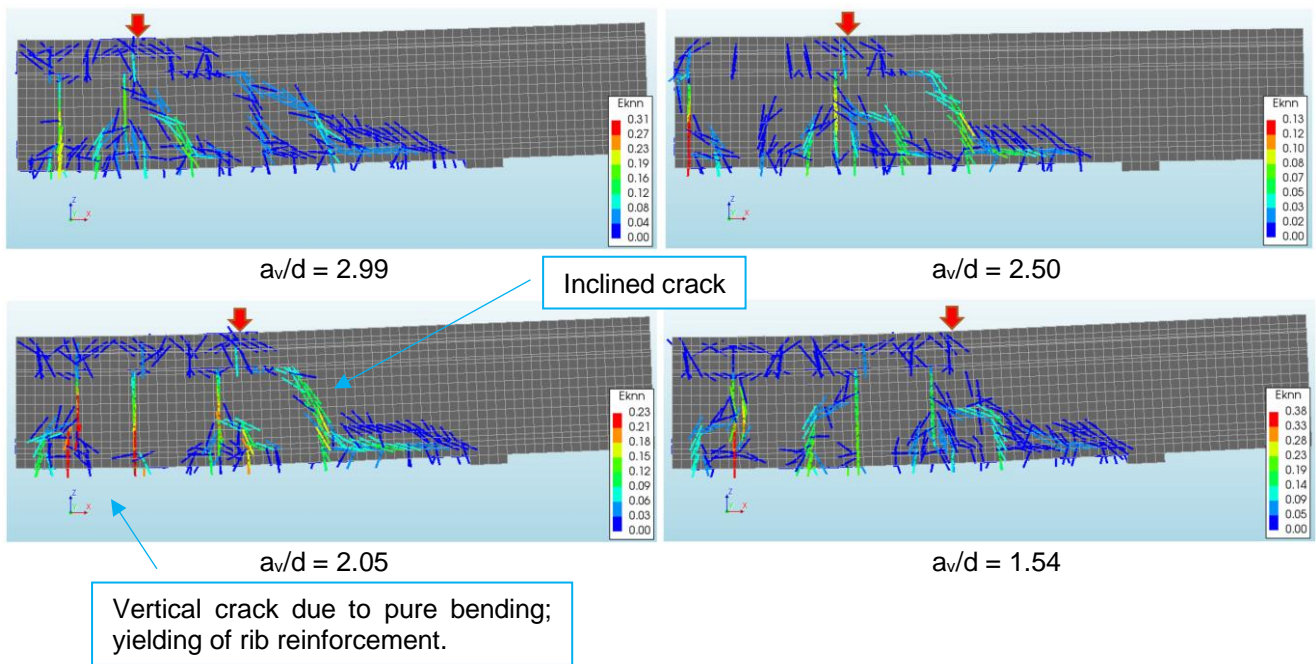 Eknn
0.31
0.27
0.23
0.19
0.16
0.12
0.08
0.04
0.00
Z
Y
X
Eknn
0.13
0.12
0.10
0.08
0.07
0.05
0.03
0.02
0.00
Z
Y
X
av/d = 2.99
av/d = 2.50
Inclined crack
Eknn
0.23
0.21
0.18
0.15
0.12
0.09
0.06
0.03
0.00
Z
Y
X
Eknn
0.38
0.33
0.28
0.23
0.19
0.14
0.09
0.05
0.00
Z
Y
X
av/d = 2.05
av/d = 1.54
Vertical crack due to pure bending;
yielding of rib reinforcement.